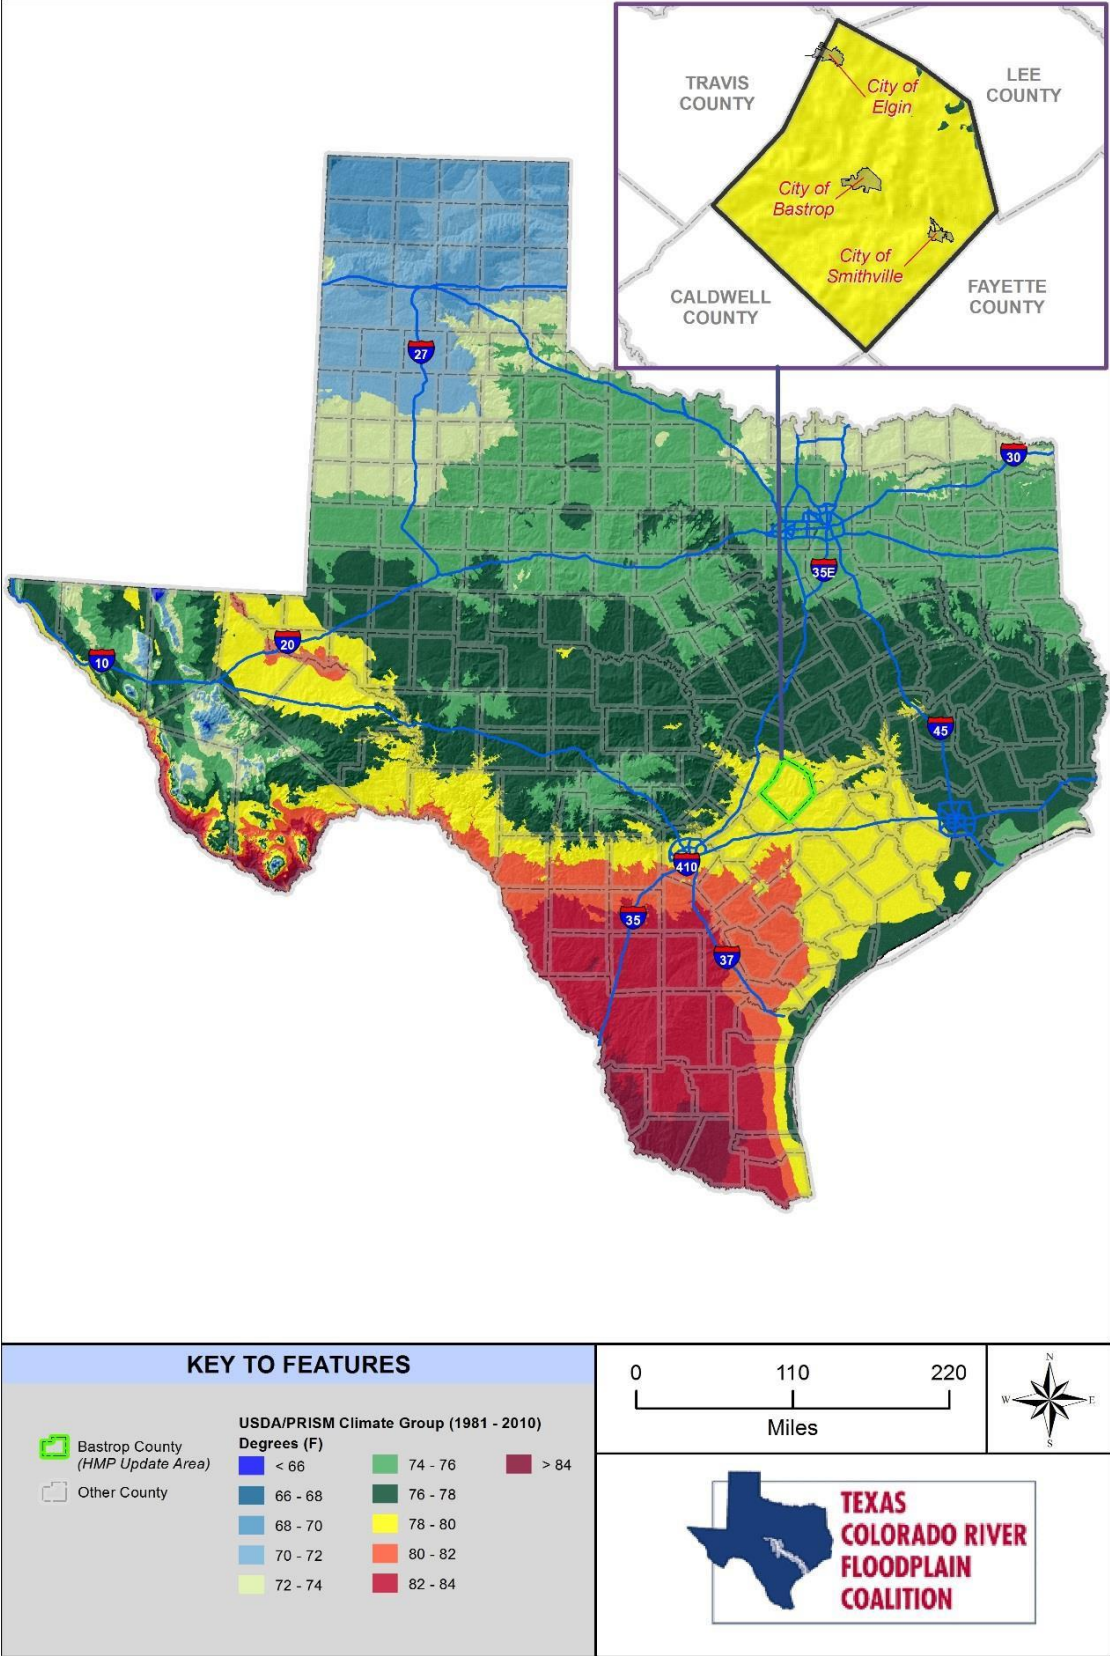 TRAVIS
COUNTY
LEE
COUNTY
City of
Elgin
City of
Bastrop
City of
Smithville
CALDWELL
COUNTY
FAYETTE
COUNTY
27
30
35E
20
10
45
410
35
37
KEY TO FEATURES
Bastrop County
(HMP Update Area)
Other County
USDA/PRISM Climate Group (1981 - 2010)
Degrees (F)
< 66
66 - 68
68 - 70
70 - 72
72 - 74
74 - 76
76 - 78
78 - 80
80 - 82
82 - 84
> 84
0 110 220
Miles
N
W E
S
TEXAS
COLORADO RIVER
FLOODPLAIN
COALITION